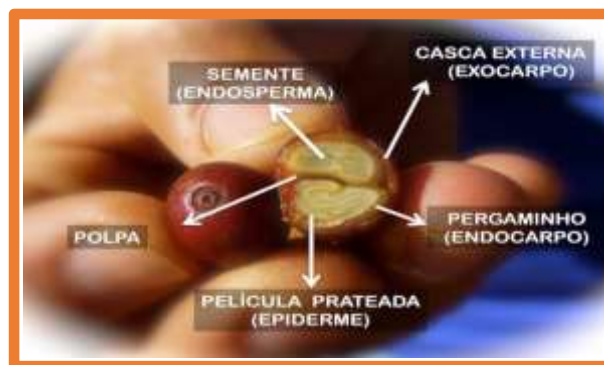 CASCA EXTERNA
(EXOCARPO)
SEMENTE
(ENDOSPERMA)
POLPA
PERGAMINHO
(ENDOCARPO)
PELÍCULA PRATEADA
(EPIDERME)